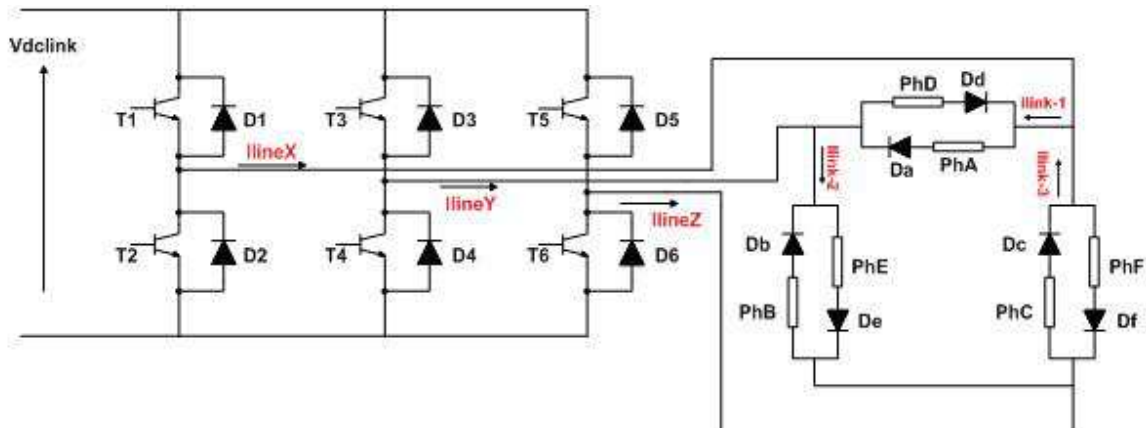 Vdclink
T1
D1
T3
D3
T5
D5
IlineX
IlineY
IlineZ
T2
D2
T4
D4
T6
D6
PhD
Dd
Ilink-1
Da
PhA
Ilink-2
Ilink-3
Db
PhE
PhB
De
Dc
PhF
PhC
Df